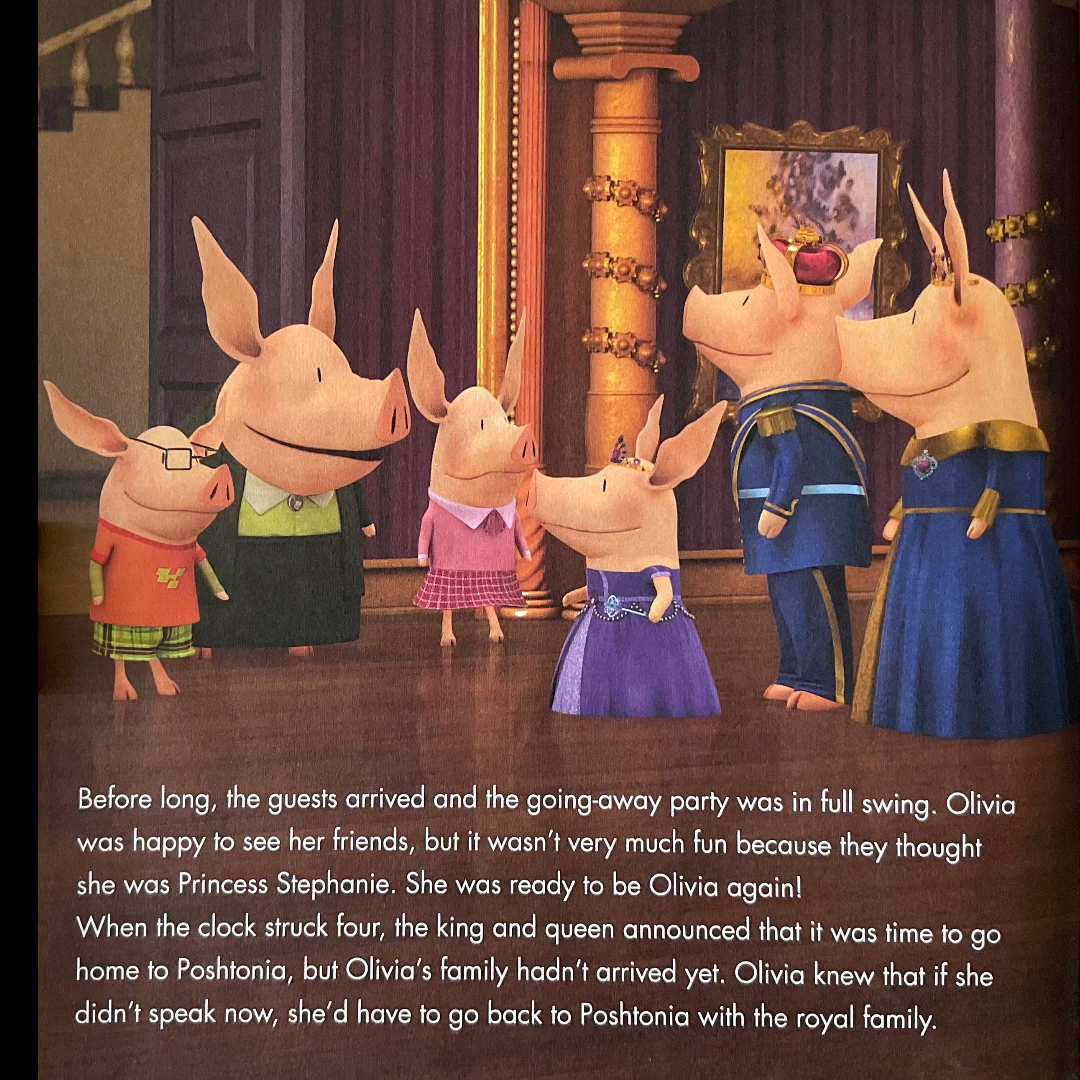 Before long, the guests arrived and the going-away party was in full swing. Olivia
was happy to see her friends, but it wasn't very much fun because they thought
she was Princess Stephanie. She was ready to be Olivia again!
When the clock struck four, the king and queen announced that it was time to go
home to Poshtonia, but Olivia's family hadn't arrived yet. Olivia knew that if she
didn't speak now, she'd have to go back to Poshtonia with the royal family.